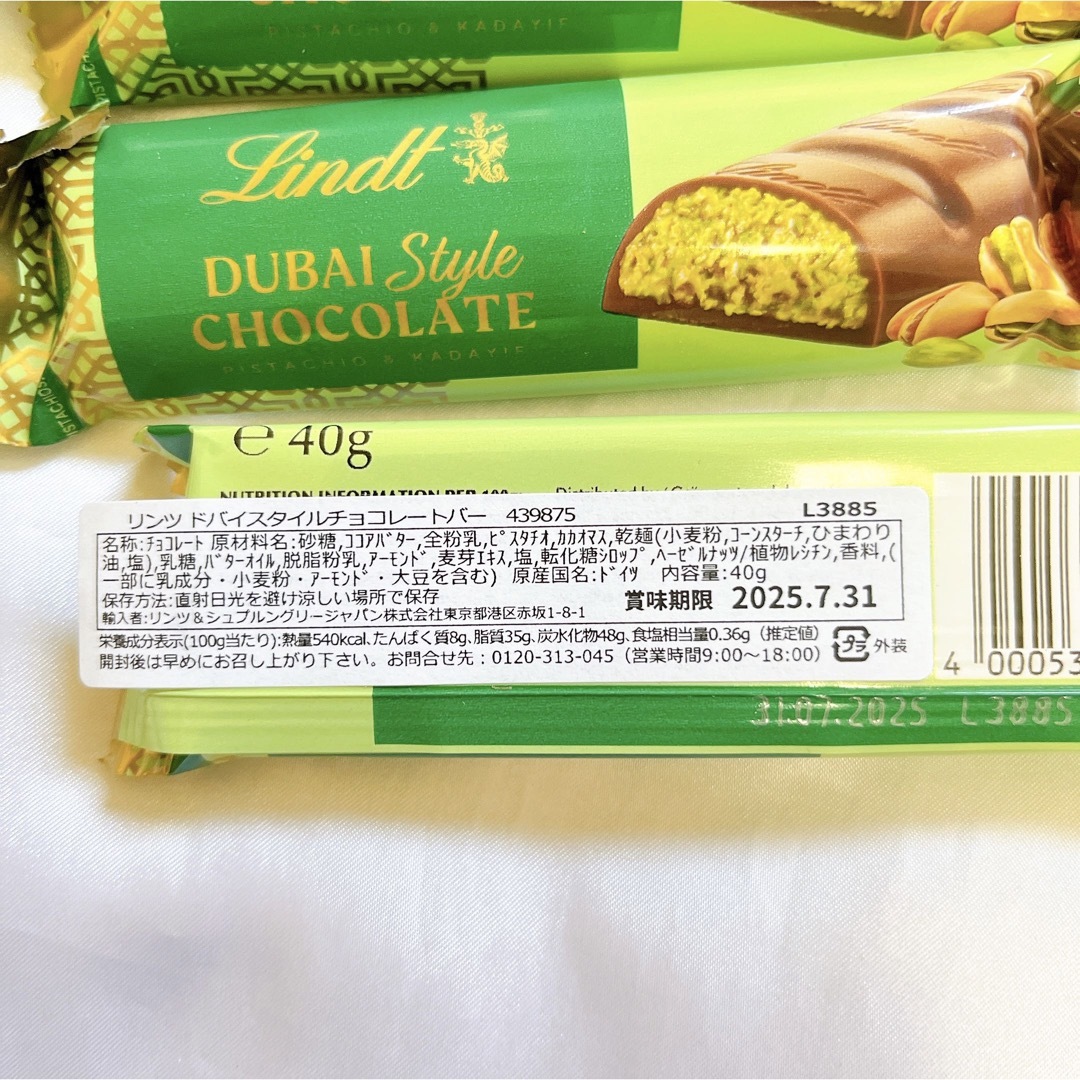 PISTACHIO & KADAYIF
Lindt
DUBAI Style
CHOCOLATE
PISTACHIO & KADAYIF
℮ 40g
NUTRITION INFORMATION PER 100g
Distributed by
リンツ ドバイスタイルチョコレートバー 439875 L3885
名称:チョコレート 原材料名:砂糖,ココアバター,全粉乳,ピスタチオ,カカオマス,乾麺(小麦粉,コーンスターチ,ひまわり
油,塩),乳糖,バターオイル,脱脂粉乳,アーモンド,麦芽エキス,塩,転化糖シロップ,ヘーゼルナッツ/植物レシチン,香料,(
一部に乳成分・小麦粉・アーモンド・大豆を含む) 原産国名:ドイツ 内容量:40g
保存方法:直射日光を避け涼しい場所で保存 賞味期限 2025.7.31
輸入者:リンツ&シュプルングリージャパン株式会社東京都港区赤坂1-8-1
栄養成分表示(100g当たり):熱量540kcal、たんぱく質8g、脂質35g、炭水化物48g、食塩相当量0.36g(推定値)
開封後は早めにお召し上がり下さい。お問合せ先:0120-313-045(営業時間9:00~18:00) プラ 外装
4 00053
31.07.2025 L3885